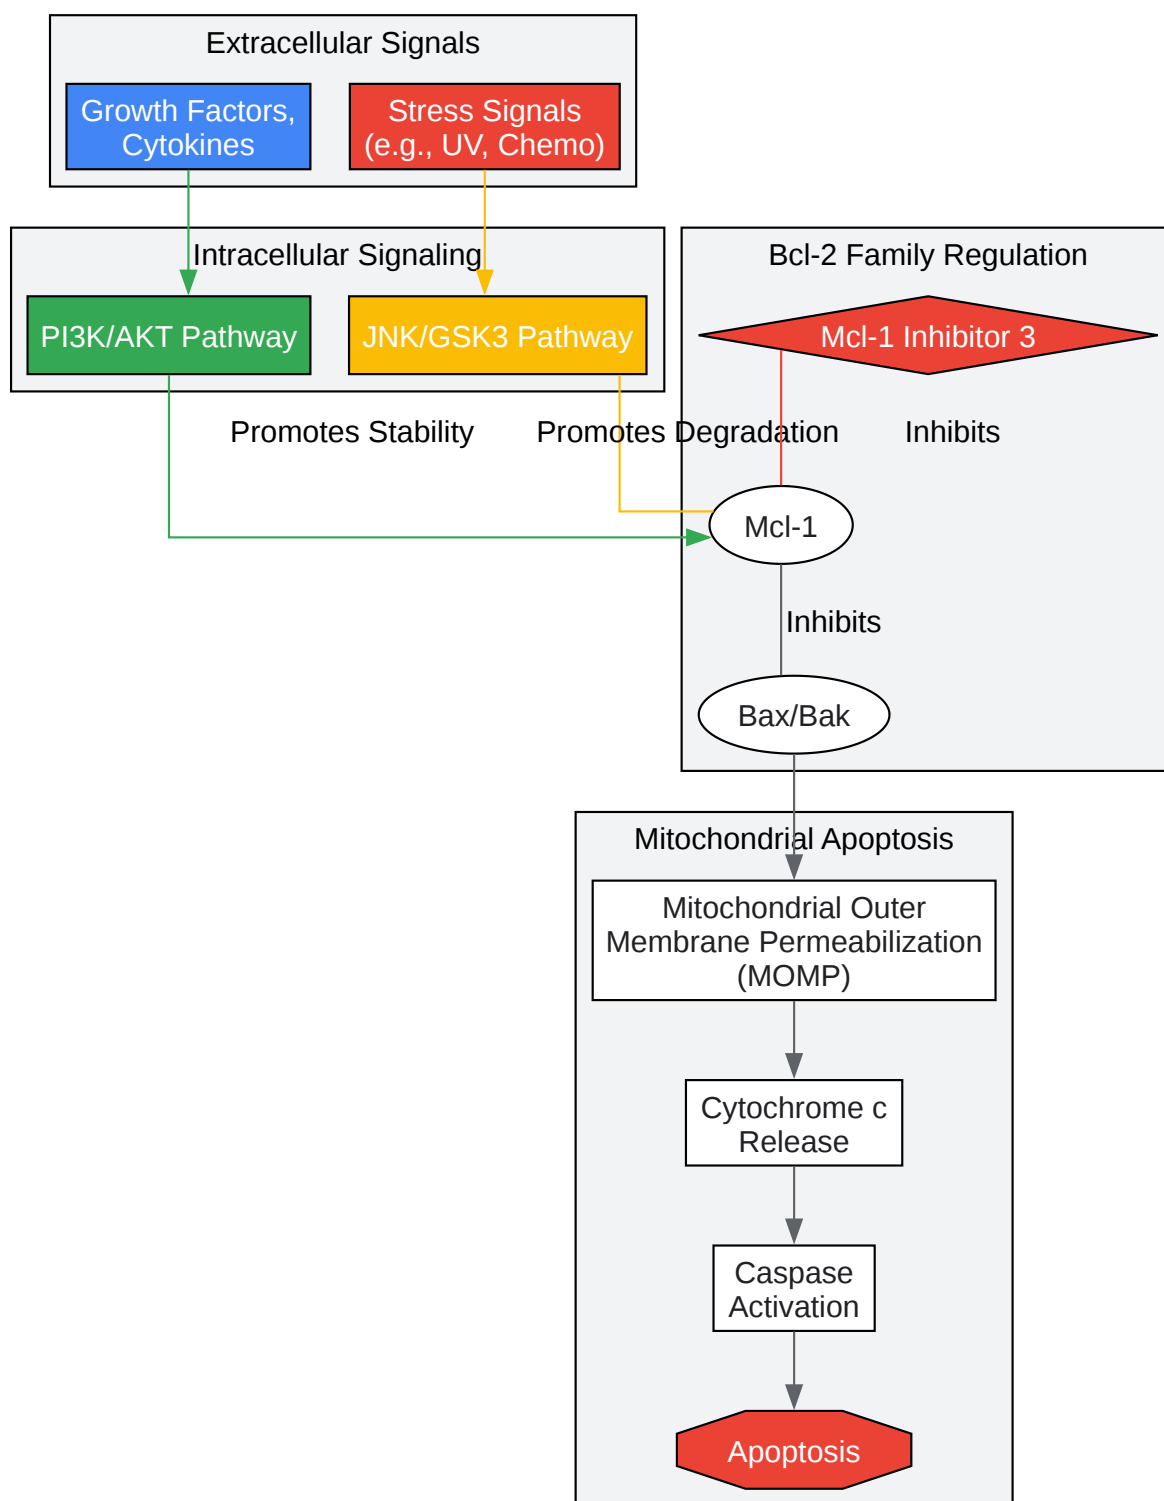 Extracellular Signals
Growth Factors,
Cytokines
Stress Signals
(e.g., UV, Chemo)
Intracellular Signaling
PI3K/AKT Pathway
JNK/GSK3 Pathway
Bcl-2 Family Regulation
Mcl-1 Inhibitor 3
Promotes Stability
Promotes Degradation
Inhibits
Mcl-1
Inhibits
Bax/Bak
Mitochondrial Apoptosis
Mitochondrial Outer
Membrane Permeabilization
(MOMP)
Cytochrome c
Release
Caspase
Activation
Apoptosis